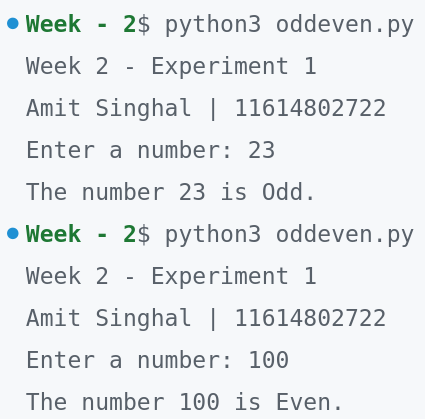 Week - 2$ python3 oddeven.py
Week 2 - Experiment 1
Amit Singhal | 11614802722
Enter a number: 23
The number 23 is Odd.
Week - 2$ python3 oddeven.py
Week 2 - Experiment 1
Amit Singhal | 11614802722
Enter a number: 100
The number 100 is Even.